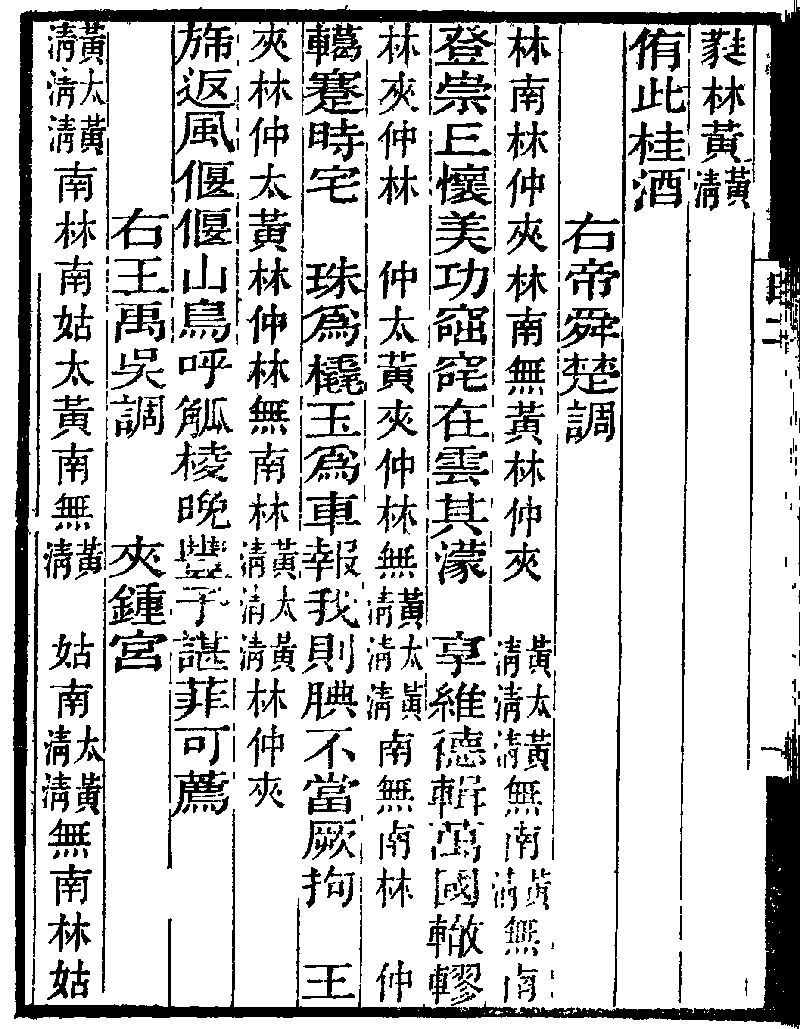 蕤林黃黃清
侑此桂酒
右帝舜楚調
林南林仲夾林南無黃林仲夾　黃清太清黃清無南黃清無南
登崇丘懷美功窊窕在雲其濛　享維德輯萬國轍轇
林夾仲林　仲太黃夾仲林無黃清太清黃清南無南林　仲
轕蹇時宅　珠爲橇玉爲車報我則腆不當厥拘　王
夾林仲太黃林仲林無南林黃清太清黃清林仲夾
旆返風偃偃山鳥呼觚棱晚豐予諶菲可薦
右王禹吳調　夾鍾宮
黃清太清黃清南林南姑太黃南無黃清　姑南太清黃清無南林姑